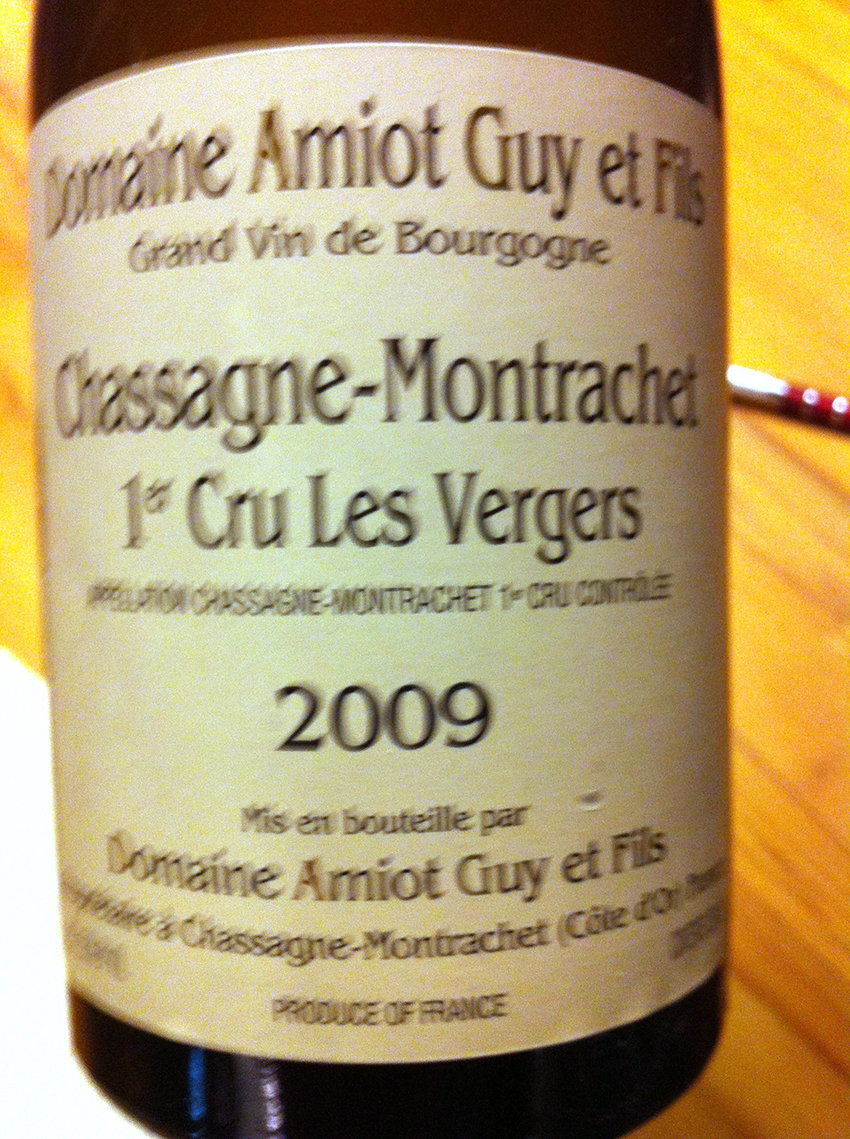 Domaine Amiot Guy et Fils
Grand Vin de Bourgogne
Chassagne-Montrachet
1er Cru Les Vergers
APPELLATION CHASSAGNE-MONTRACHET 1er CRU CONTRÔLÉE
2009
Mis en bouteille par
Domaine Amiot Guy et Fils
à Chassagne-Montrachet (Côte d'Or)
PRODUCE OF FRANCE